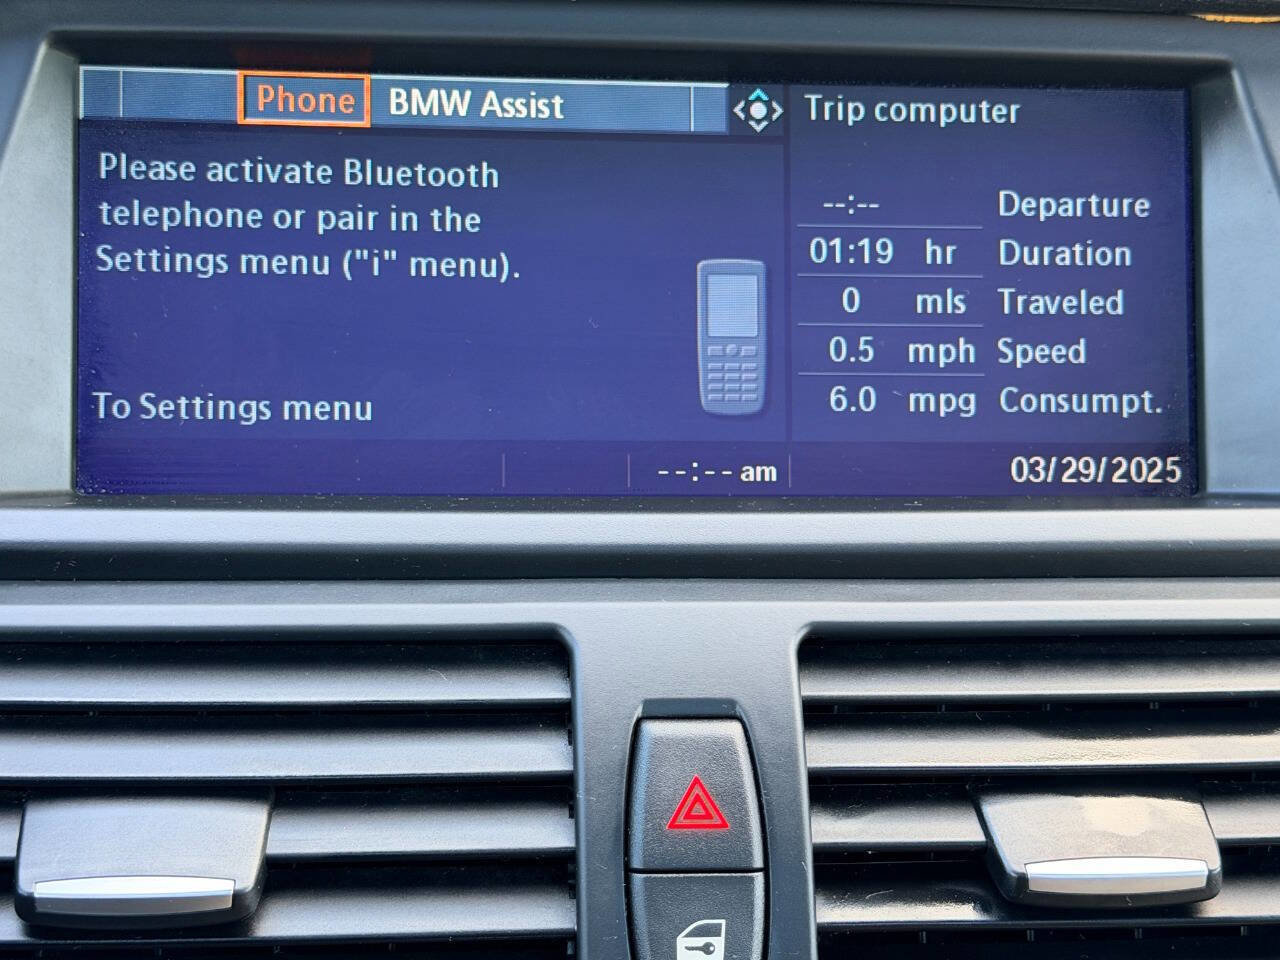 Phone BMW Assist
Please activate Bluetooth
telephone or pair in the
Settings menu ("i" menu).
To Settings menu
--:-- am
Trip computer
--:-- Departure
01:19 hr Duration
0 mls Traveled
0.5 mph Speed
6.0 mpg Consumpt.
03/29/2025